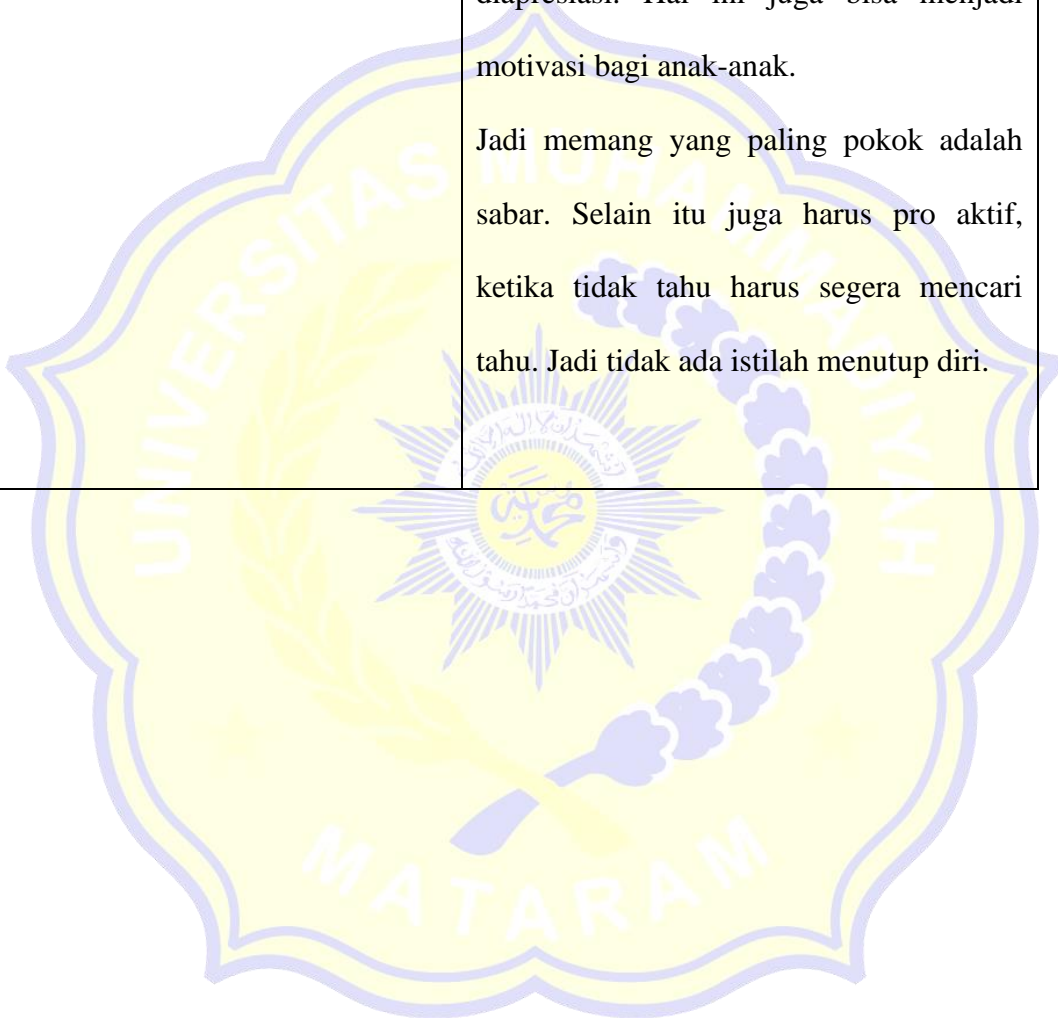 diapresiasi. Hal ini juga bisa menjadi
motivasi bagi anak-anak.
Jadi memang yang paling pokok adalah
sabar. Selain itu juga harus pro aktif,
ketika tidak tahu harus segera mencari
tahu. Jadi tidak ada istilah menutup diri.
UNIVERSITAS MUHAMMADIYAH
MATARAM